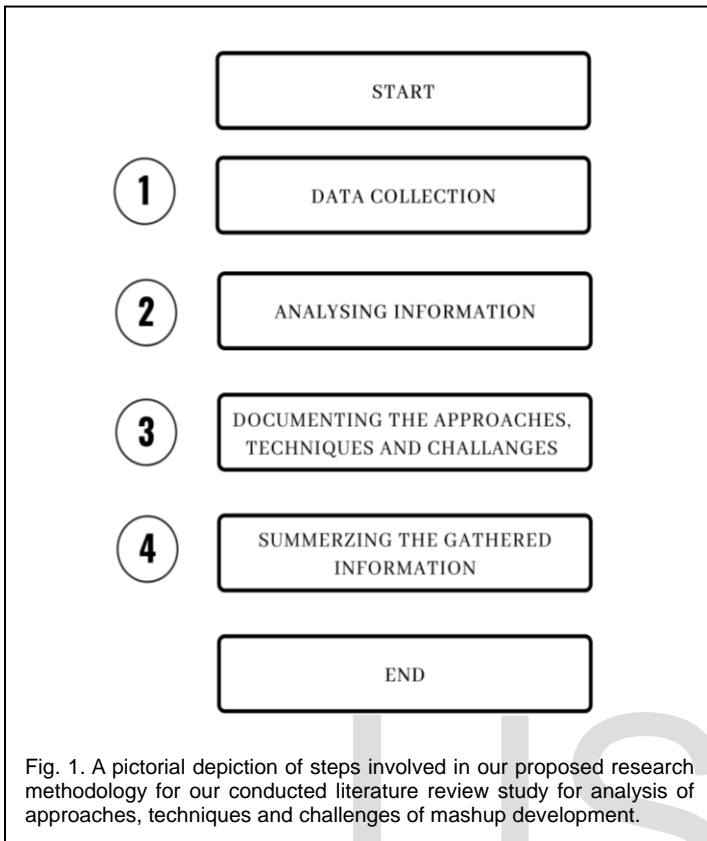 START
1
DATA COLLECTION
2
ANALYSING INFORMATION
3
DOCUMENTING THE APPROACHES,
TECHNIQUES AND CHALLANGES
4
SUMMERZING THE GATHERED
INFORMATION
END
Fig. 1. A pictorial depiction of steps involved in our proposed research
methodology for our conducted literature review study for analysis of
approaches, techniques and challenges of mashup development.